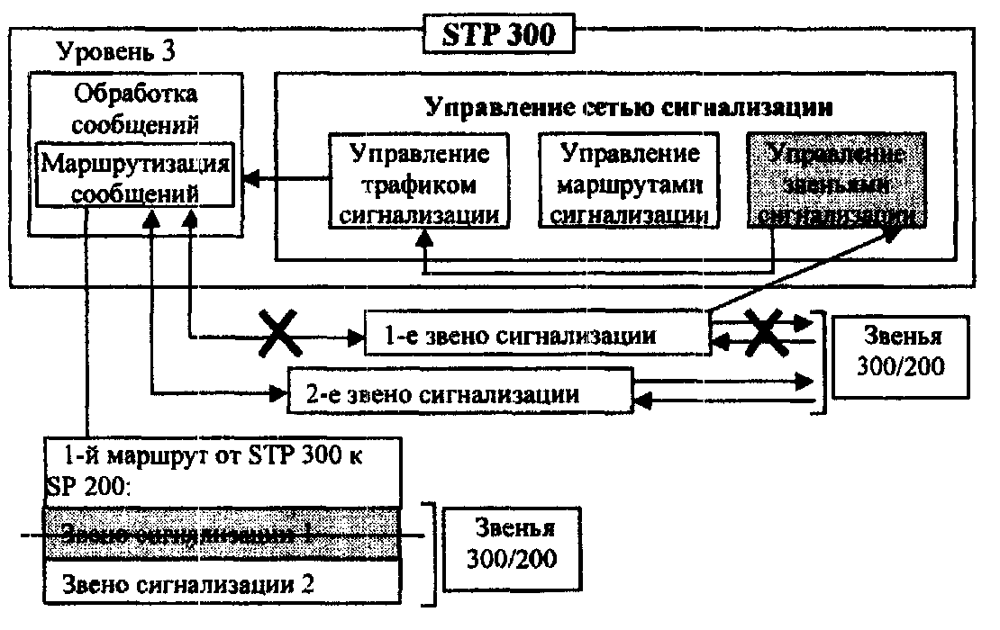 STP 300
Уровень 3
Обработка
сообщений
Маршрутизация
сообщений
Управление сетью сигнализации
Управление
трафиком
сигнализации
Управление
маршрутами
сигнализации
Управление
звеньями
сигнализации
1-е звено сигнализации
2-е звено сигнализации
Звенья
300/200
1-й маршрут от STP 300 к
SP 200:
Звено сигнализации 1
Звено сигнализации 2
Звенья
300/200